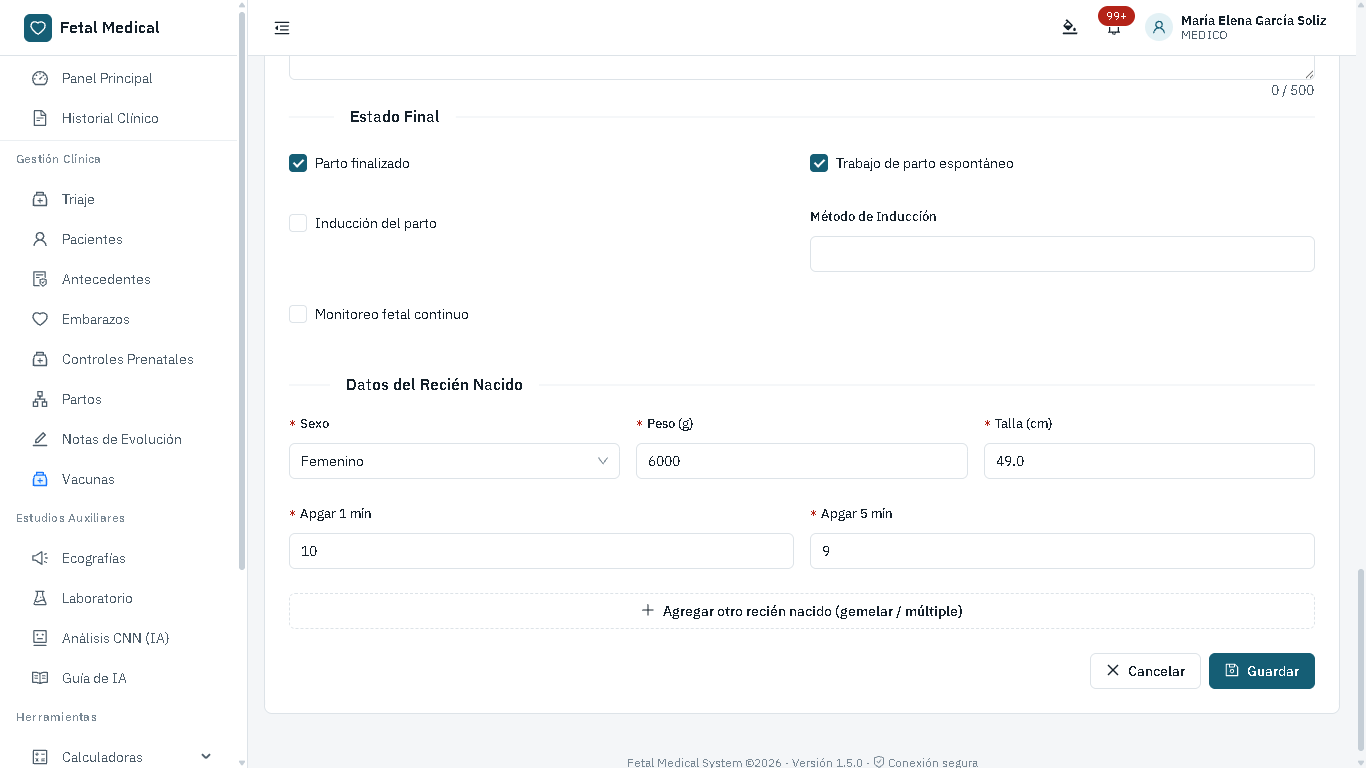 Fetal Medical
99+
María Elena García Soliz
MEDICO
Panel Principal
Historial Clínico
Gestión Clínica
Triaje
Pacientes
Antecedentes
Embarazos
Controles Prenatales
Partos
Notas de Evolución
Vacunas
Estudios Auxiliares
Ecografías
Laboratorio
Análisis CNN (IA)
Guía de IA
Herramientas
Calculadoras
0 / 500
Estado Final
Parto finalizado
Trabajo de parto espontáneo
Inducción del parto
Método de Inducción
Monitoreo fetal continuo
Datos del Recién Nacido
* Sexo
* Peso (g)
* Talla (cm)
Femenino
6000
49.0
* Apgar 1 min
* Apgar 5 min
10
9
+ Agregar otro recién nacido (gemelar / múltiple)
Cancelar
Guardar
Fetal Medical System ©2026 - Versión 1.5.0 - Conexión segura